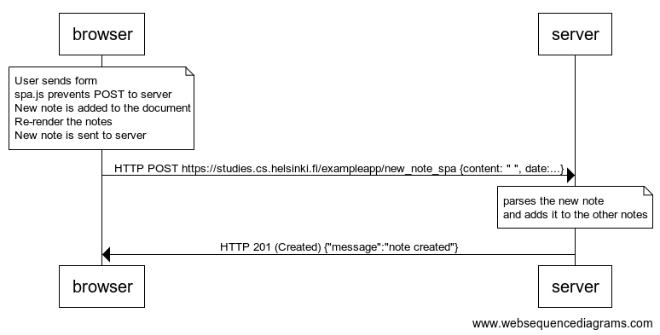 browser
server
User sends form
spa.js prevents POST to server
New note is added to the document
Re-render the notes
New note is sent to server
HTTP POST https://studies.cs.helsinki.fi/exampleapp/new_note_spa {content: " ", date:...}
parses the new note
and adds it to the other notes
HTTP 201 (Created) {"message":"note created"}
browser
server
www.websequencediagrams.com